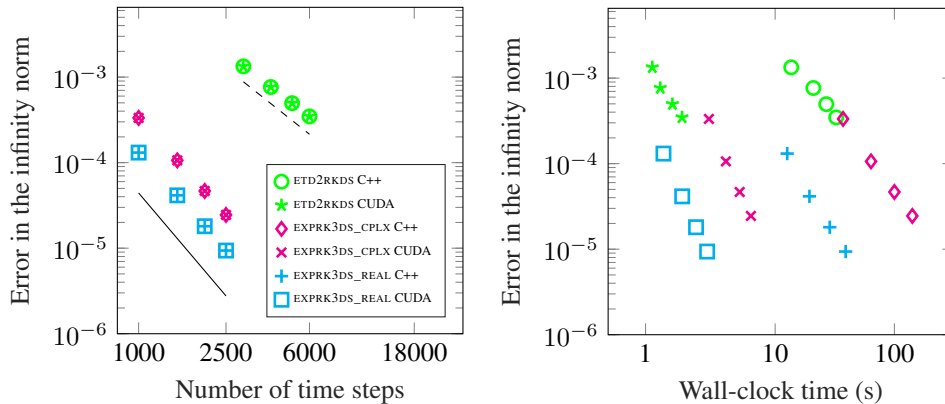 Error in the infinity norm
10−3
10−4
10−5
10−6
1000
2500
6000
18000
Number of time steps
ETD2RKDS C++
ETD2RKDS CUDA
EXPRK3DS_CPLX C++
EXPRK3DS_CPLX CUDA
EXPRK3DS_REAL C++
EXPRK3DS_REAL CUDA
Error in the infinity norm
10−3
10−4
10−5
10−6
1
10
100
Wall-clock time (s)